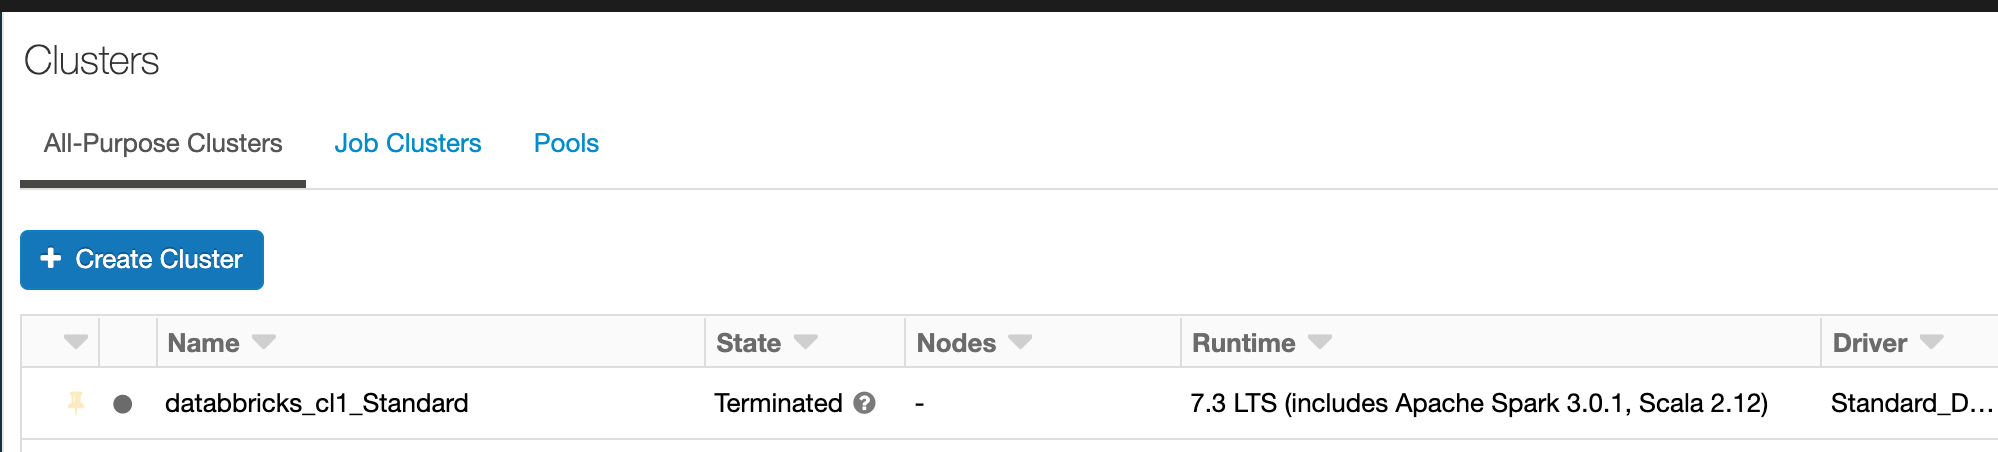 Clusters
All-Purpose Clusters Job Clusters Pools
+ Create Cluster
Name State Nodes Runtime Driver
databbricks_cl1_Standard Terminated ? - 7.3 LTS (includes Apache Spark 3.0.1, Scala 2.12) Standard_D...